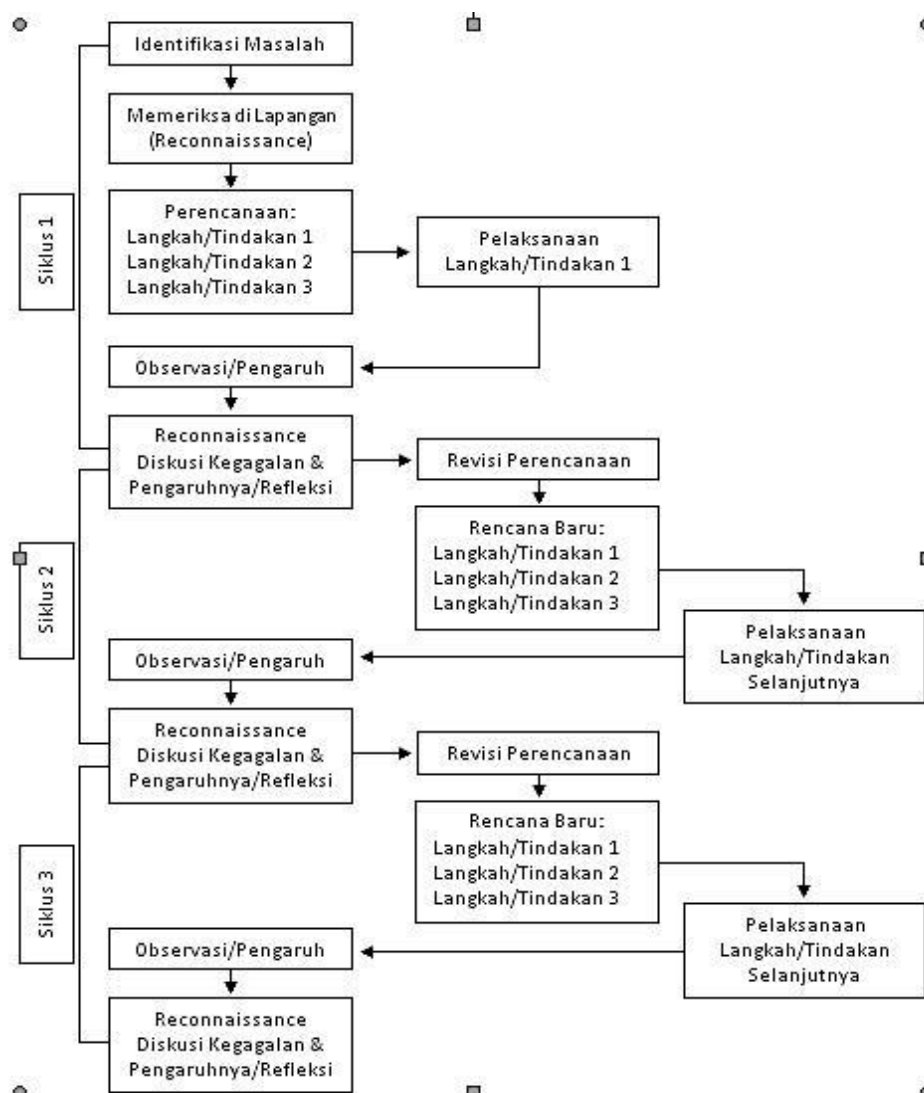 Identifikasi Masalah
Memeriksa di Lapangan
(Reconnaissance)
Siklus 1
Perencanaan:
Langkah/Tindakan 1
Langkah/Tindakan 2
Langkah/Tindakan 3
Pelaksanaan
Langkah/Tindakan 1
Observasi/Pengaruh
Reconnaissance
Diskusi Kegagalan &
Pengaruhnya/Refleksi
Revisi Perencanaan
Siklus 2
Rencana Baru:
Langkah/Tindakan 1
Langkah/Tindakan 2
Langkah/Tindakan 3
Pelaksanaan
Langkah/Tindakan
Selanjutnya
Observasi/Pengaruh
Reconnaissance
Diskusi Kegagalan &
Pengaruhnya/Refleksi
Revisi Perencanaan
Siklus 3
Rencana Baru:
Langkah/Tindakan 1
Langkah/Tindakan 2
Langkah/Tindakan 3
Pelaksanaan
Langkah/Tindakan
Selanjutnya
Observasi/Pengaruh
Reconnaissance
Diskusi Kegagalan &
Pengaruhnya/Refleksi